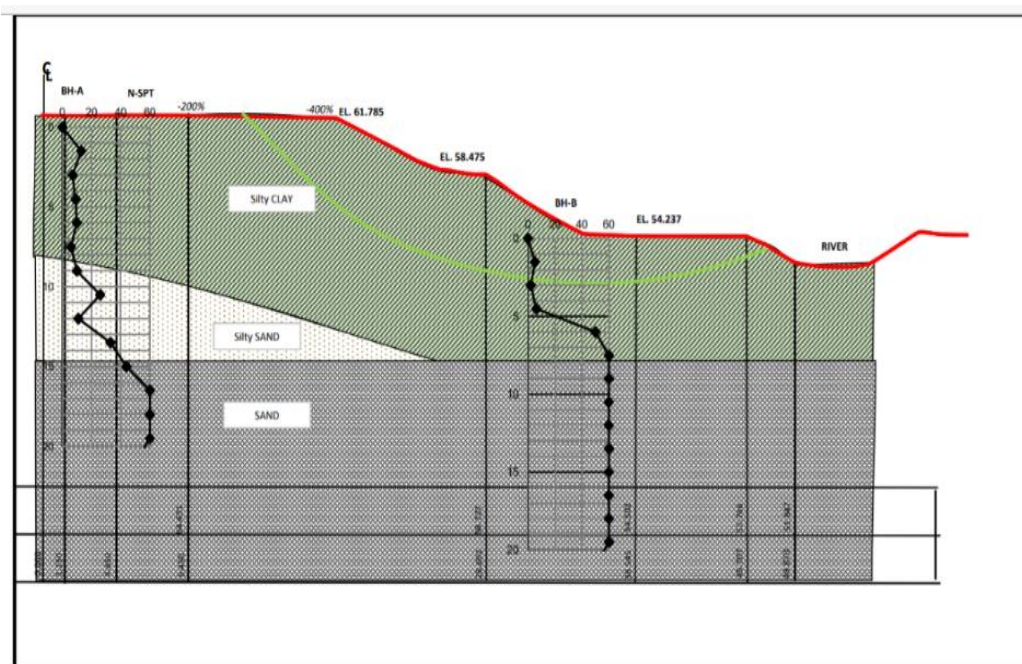 ℄
BH-A
N-SPT
0 20 40 60
-200%
-400%
EL. 61.785
EL. 58.475
BH-B
0 20 40 60
EL. 54.237
RIVER
Silty CLAY
Silty SAND
SAND
0
5
10
15
20
0
5
10
15
20